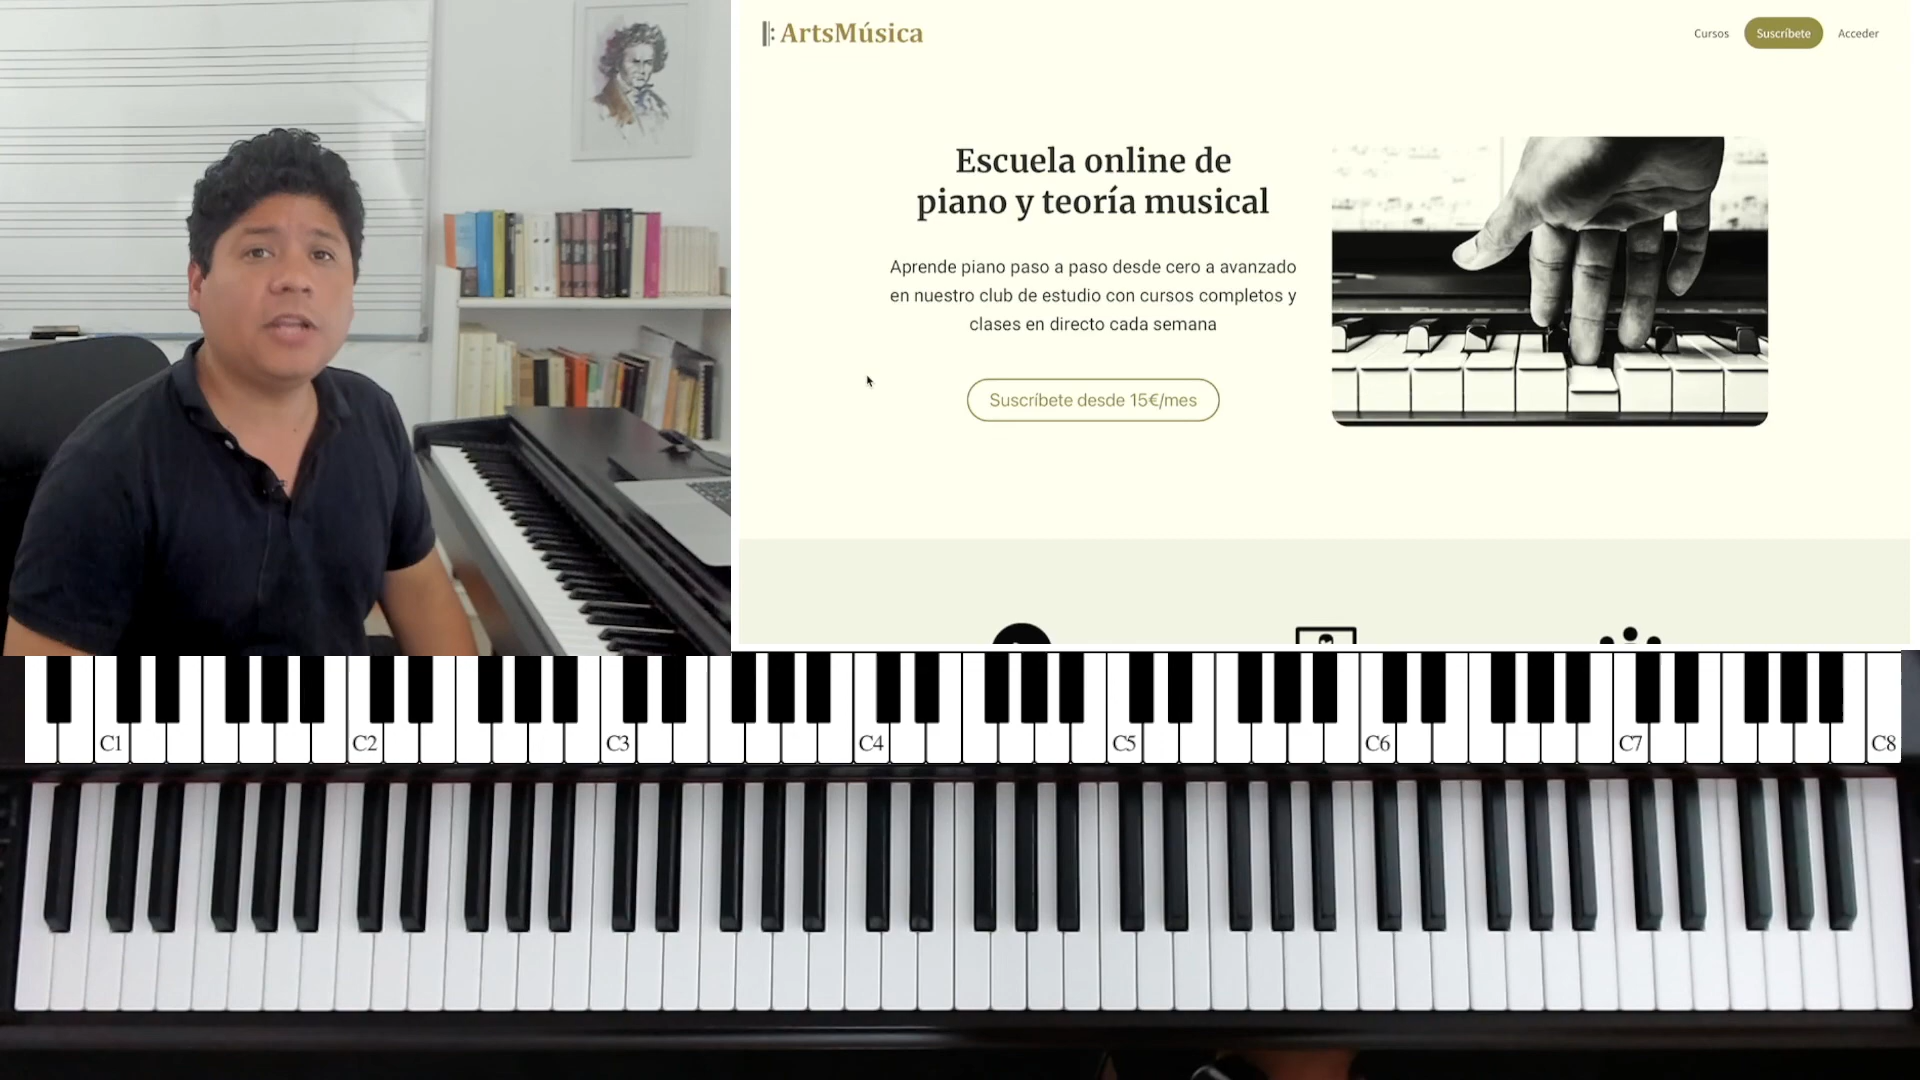 ArtsMúsica
Cursos
Suscríbete
Acceder
Escuela online de
piano y teoría musical
Aprende piano paso a paso desde cero a avanzado
en nuestro club de estudio con cursos completos y
clases en directo cada semana
Suscríbete desde 15€/mes
C1
C2
C3
C4
C5
C6
C7
C8